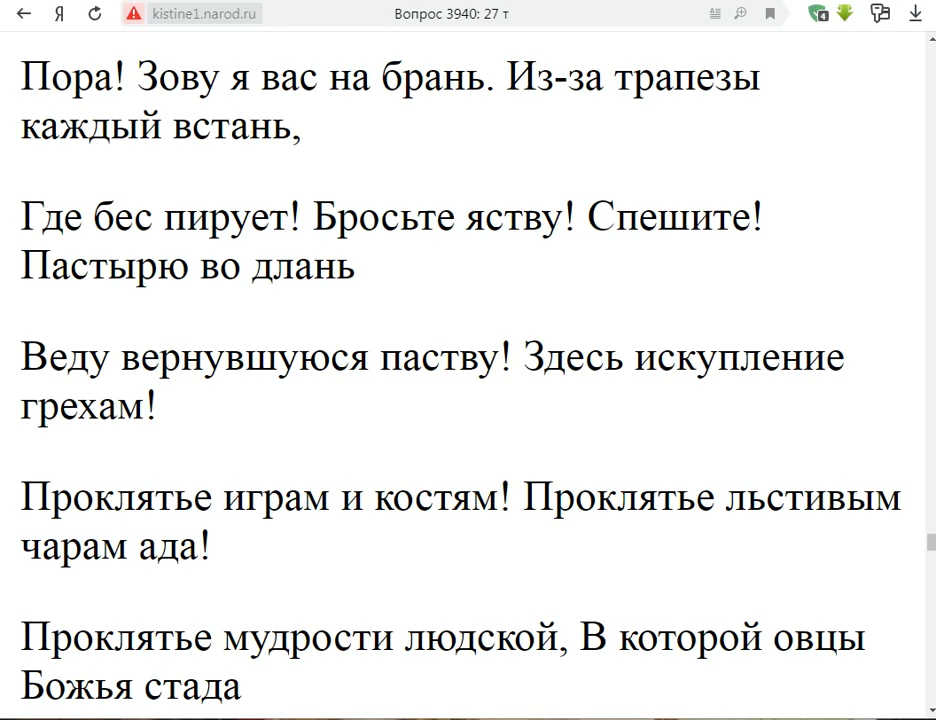 kistine1.narod.ru
Вопрос 3940: 27 т
4
Пора! Зову я вас на брань. Из-за трапезы
каждый встань,
Где бес пирует! Бросьте яству! Спешите!
Пастырю во длань
Веду вернувшуюся паству! Здесь искупление
грехам!
Проклятье играм и костям! Проклятье льстивым
чарам ада!
Проклятье мудрости людской, В которой овцы
Божья стада